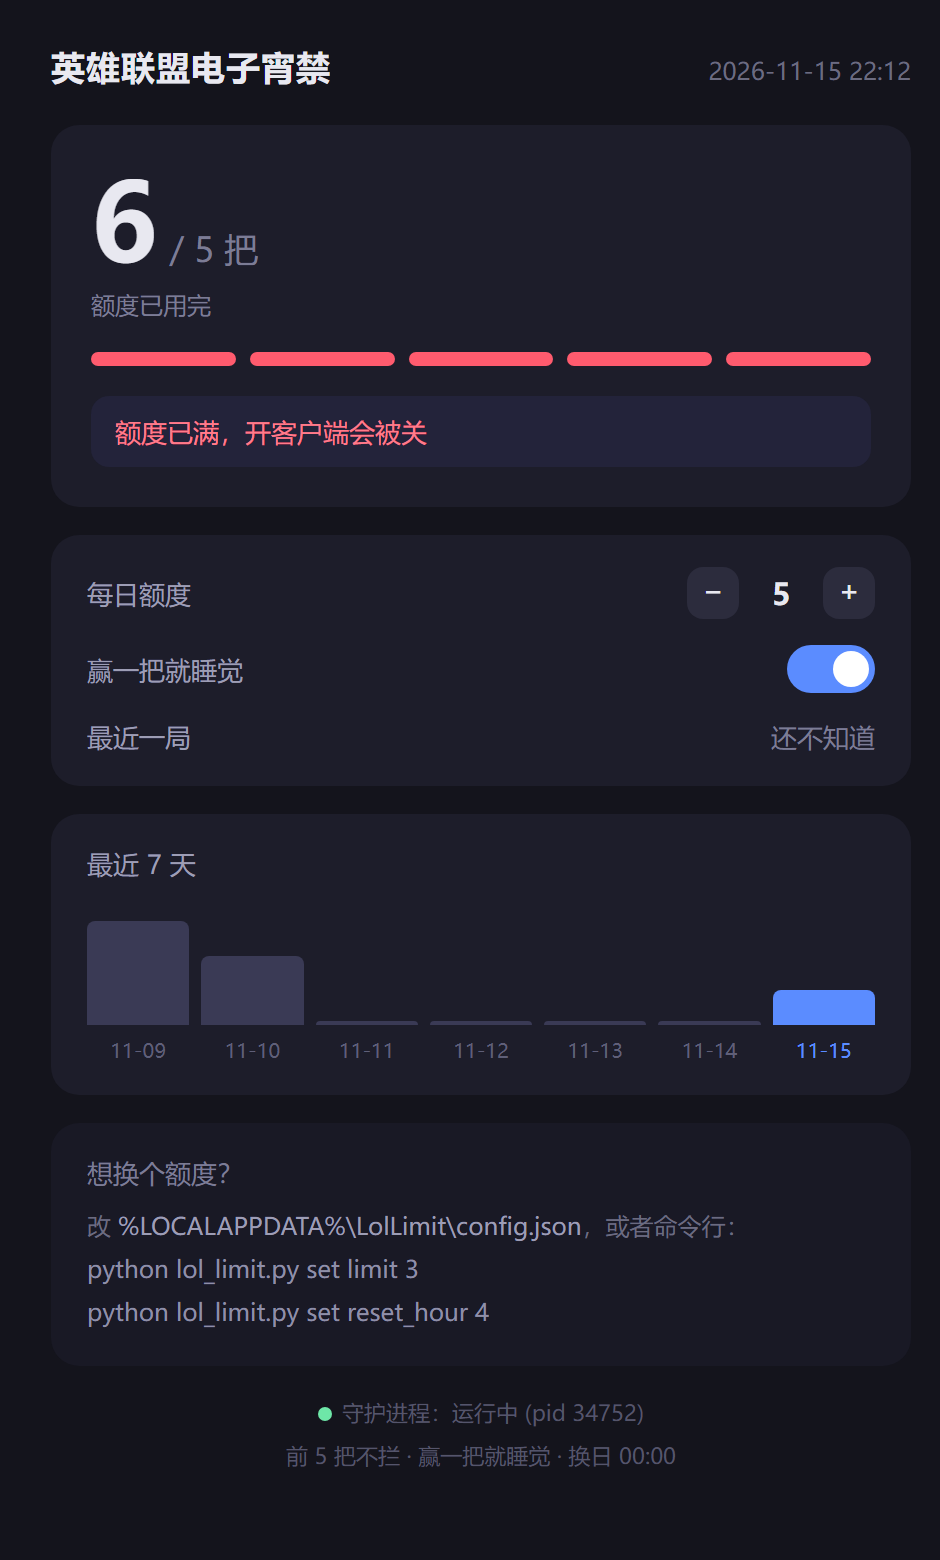 英雄联盟电子宵禁
2026-11-15 22:12
6 / 5 把
额度已用完
额度已满，开客户端会被关
每日额度
− 5 +
赢一把就睡觉
最近一局
还不知道
最近 7 天
11-09 11-10 11-11 11-12 11-13 11-14 11-15
想换个额度？
改 %LOCALAPPDATA%\LolLimit\config.json，或者命令行：
python lol_limit.py set limit 3
python lol_limit.py set reset_hour 4
守护进程：运行中 (pid 34752)
前 5 把不拦 · 赢一把就睡觉 · 换日 00:00